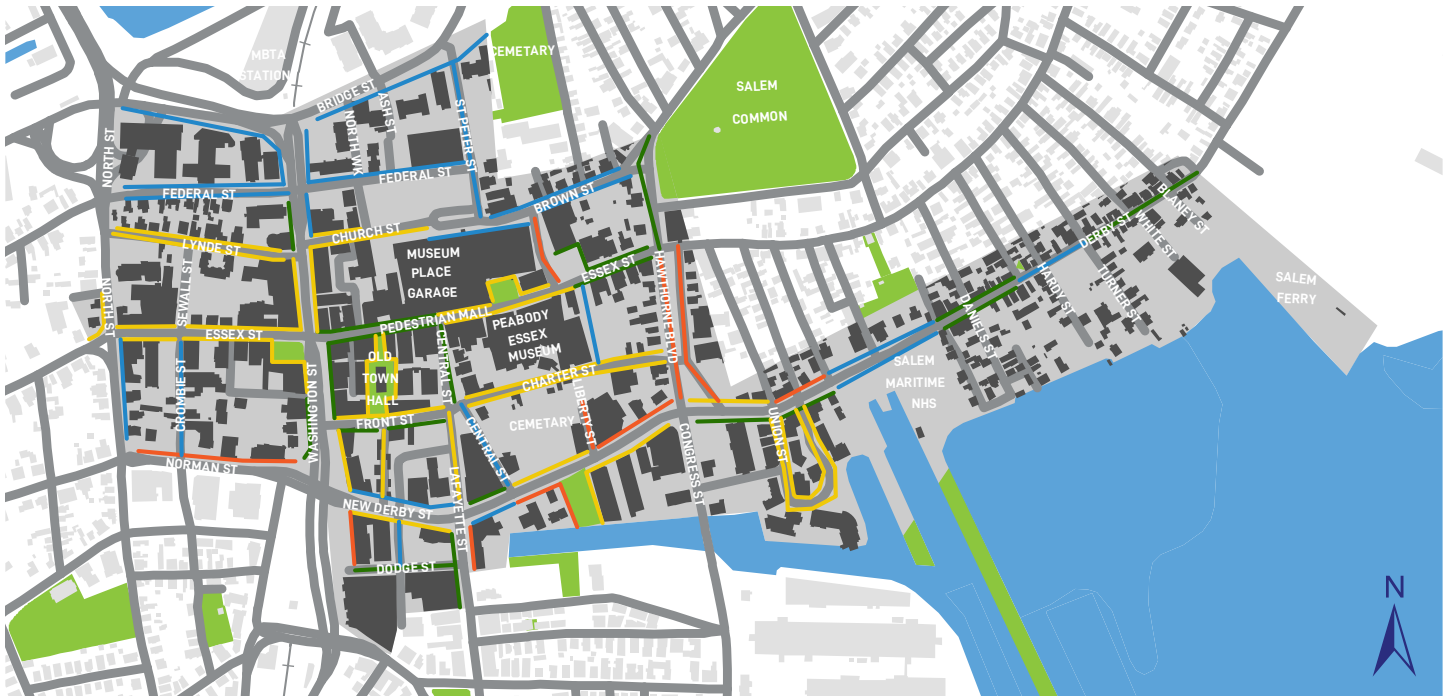 MBTA
STATION
CEMETARY
SALEM
COMMON
BRIDGE ST
ASH ST
NORTH WK
ST PETER ST
NORTH ST
FEDERAL ST
FEDERAL ST
BROWN ST
LYNDE ST
CHURCH ST
MUSEUM
PLACE
GARAGE
ESSEX ST
HAWTHORNE BLVD
SEWALL ST
NORTH ST
ESSEX ST
PEDESTRIAN MALL
PEABODY
ESSEX
MUSEUM
CENTRAL ST
OLD
TOWN
HALL
CROMBIE ST
WASHINGTON ST
CHARTER ST
LIBERTY ST
FRONT ST
CEMETARY
CENTRAL ST
NORMAN ST
LAFAYETTE ST
NEW DERBY ST
DODGE ST
CONGRESS ST
UNION ST
SALEM
MARITIME
NHS
DANIELS ST
HARDY ST
TURNER ST
DERBY ST
WHITE ST
BLANEY ST
SALEM
FERRY
N